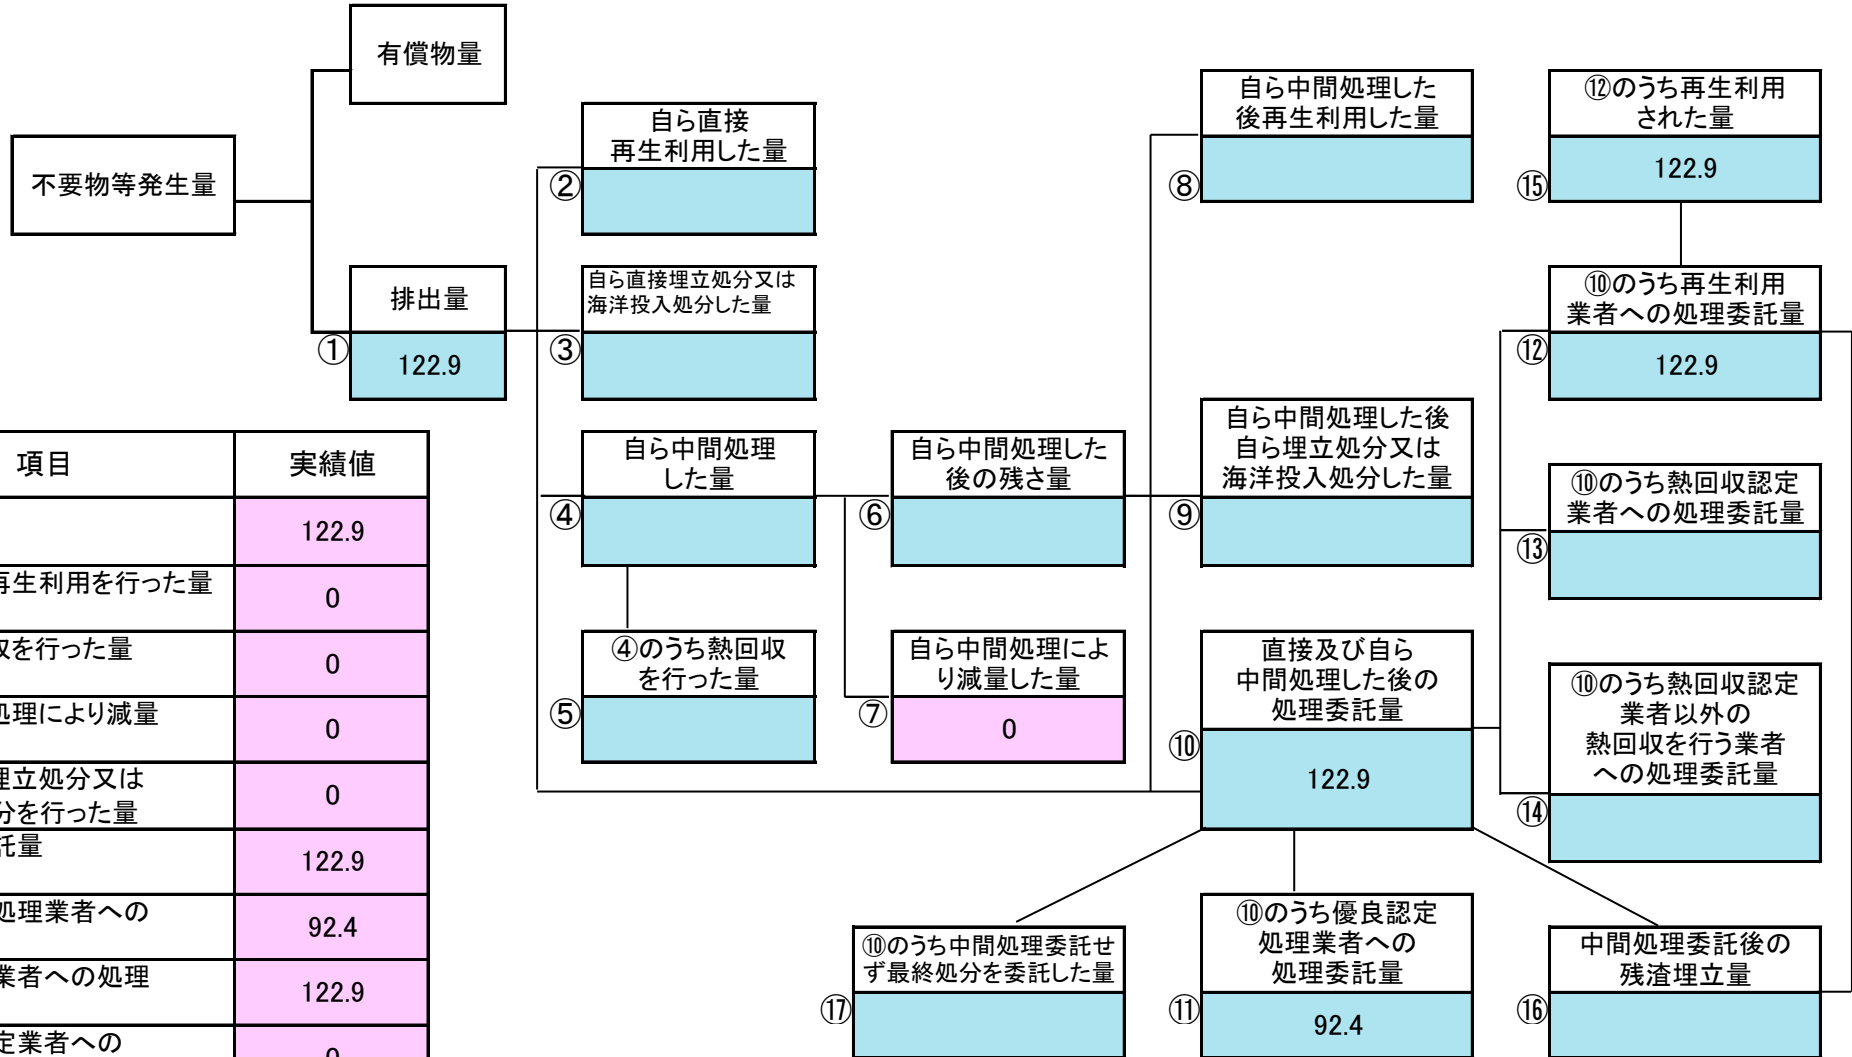 有償物量
不要物等発生量
排出量
①
122.9
自ら直接
再生利用した量
②
自ら直接埋立処分又は
海洋投入処分した量
③
自ら中間処理
した量
④
④のうち熱回収
を行った量
⑤
自ら中間処理した
後の残さ量
⑥
自ら中間処理によ
り減量した量
⑦
0
自ら中間処理した
後再生利用した量
⑧
自ら中間処理した後
自ら埋立処分又は
海洋投入処分した量
⑨
直接及び自ら
中間処理した後の
処理委託量
⑩
122.9
⑫のうち再生利用
された量
⑮
122.9
⑩のうち再生利用
業者への処理委託量
⑫
122.9
⑩のうち熱回収認定
業者への処理委託量
⑬
⑩のうち熱回収認定
業者以外の
熱回収を行う業者
への処理委託量
⑭
⑩のうち中間処理委託せ
ず最終処分を委託した量
⑰
⑩のうち優良認定
処理業者への
処理委託量
⑪
92.4
中間処理委託後の
残渣埋立量
⑯
項目 実績値
122.9
再生利用を行った量 0
を行った量 0
処理により減量 0
埋立処分又は
分を行った量 0
託量 122.9
処理業者への 92.4
業者への処理 122.9
定業者への